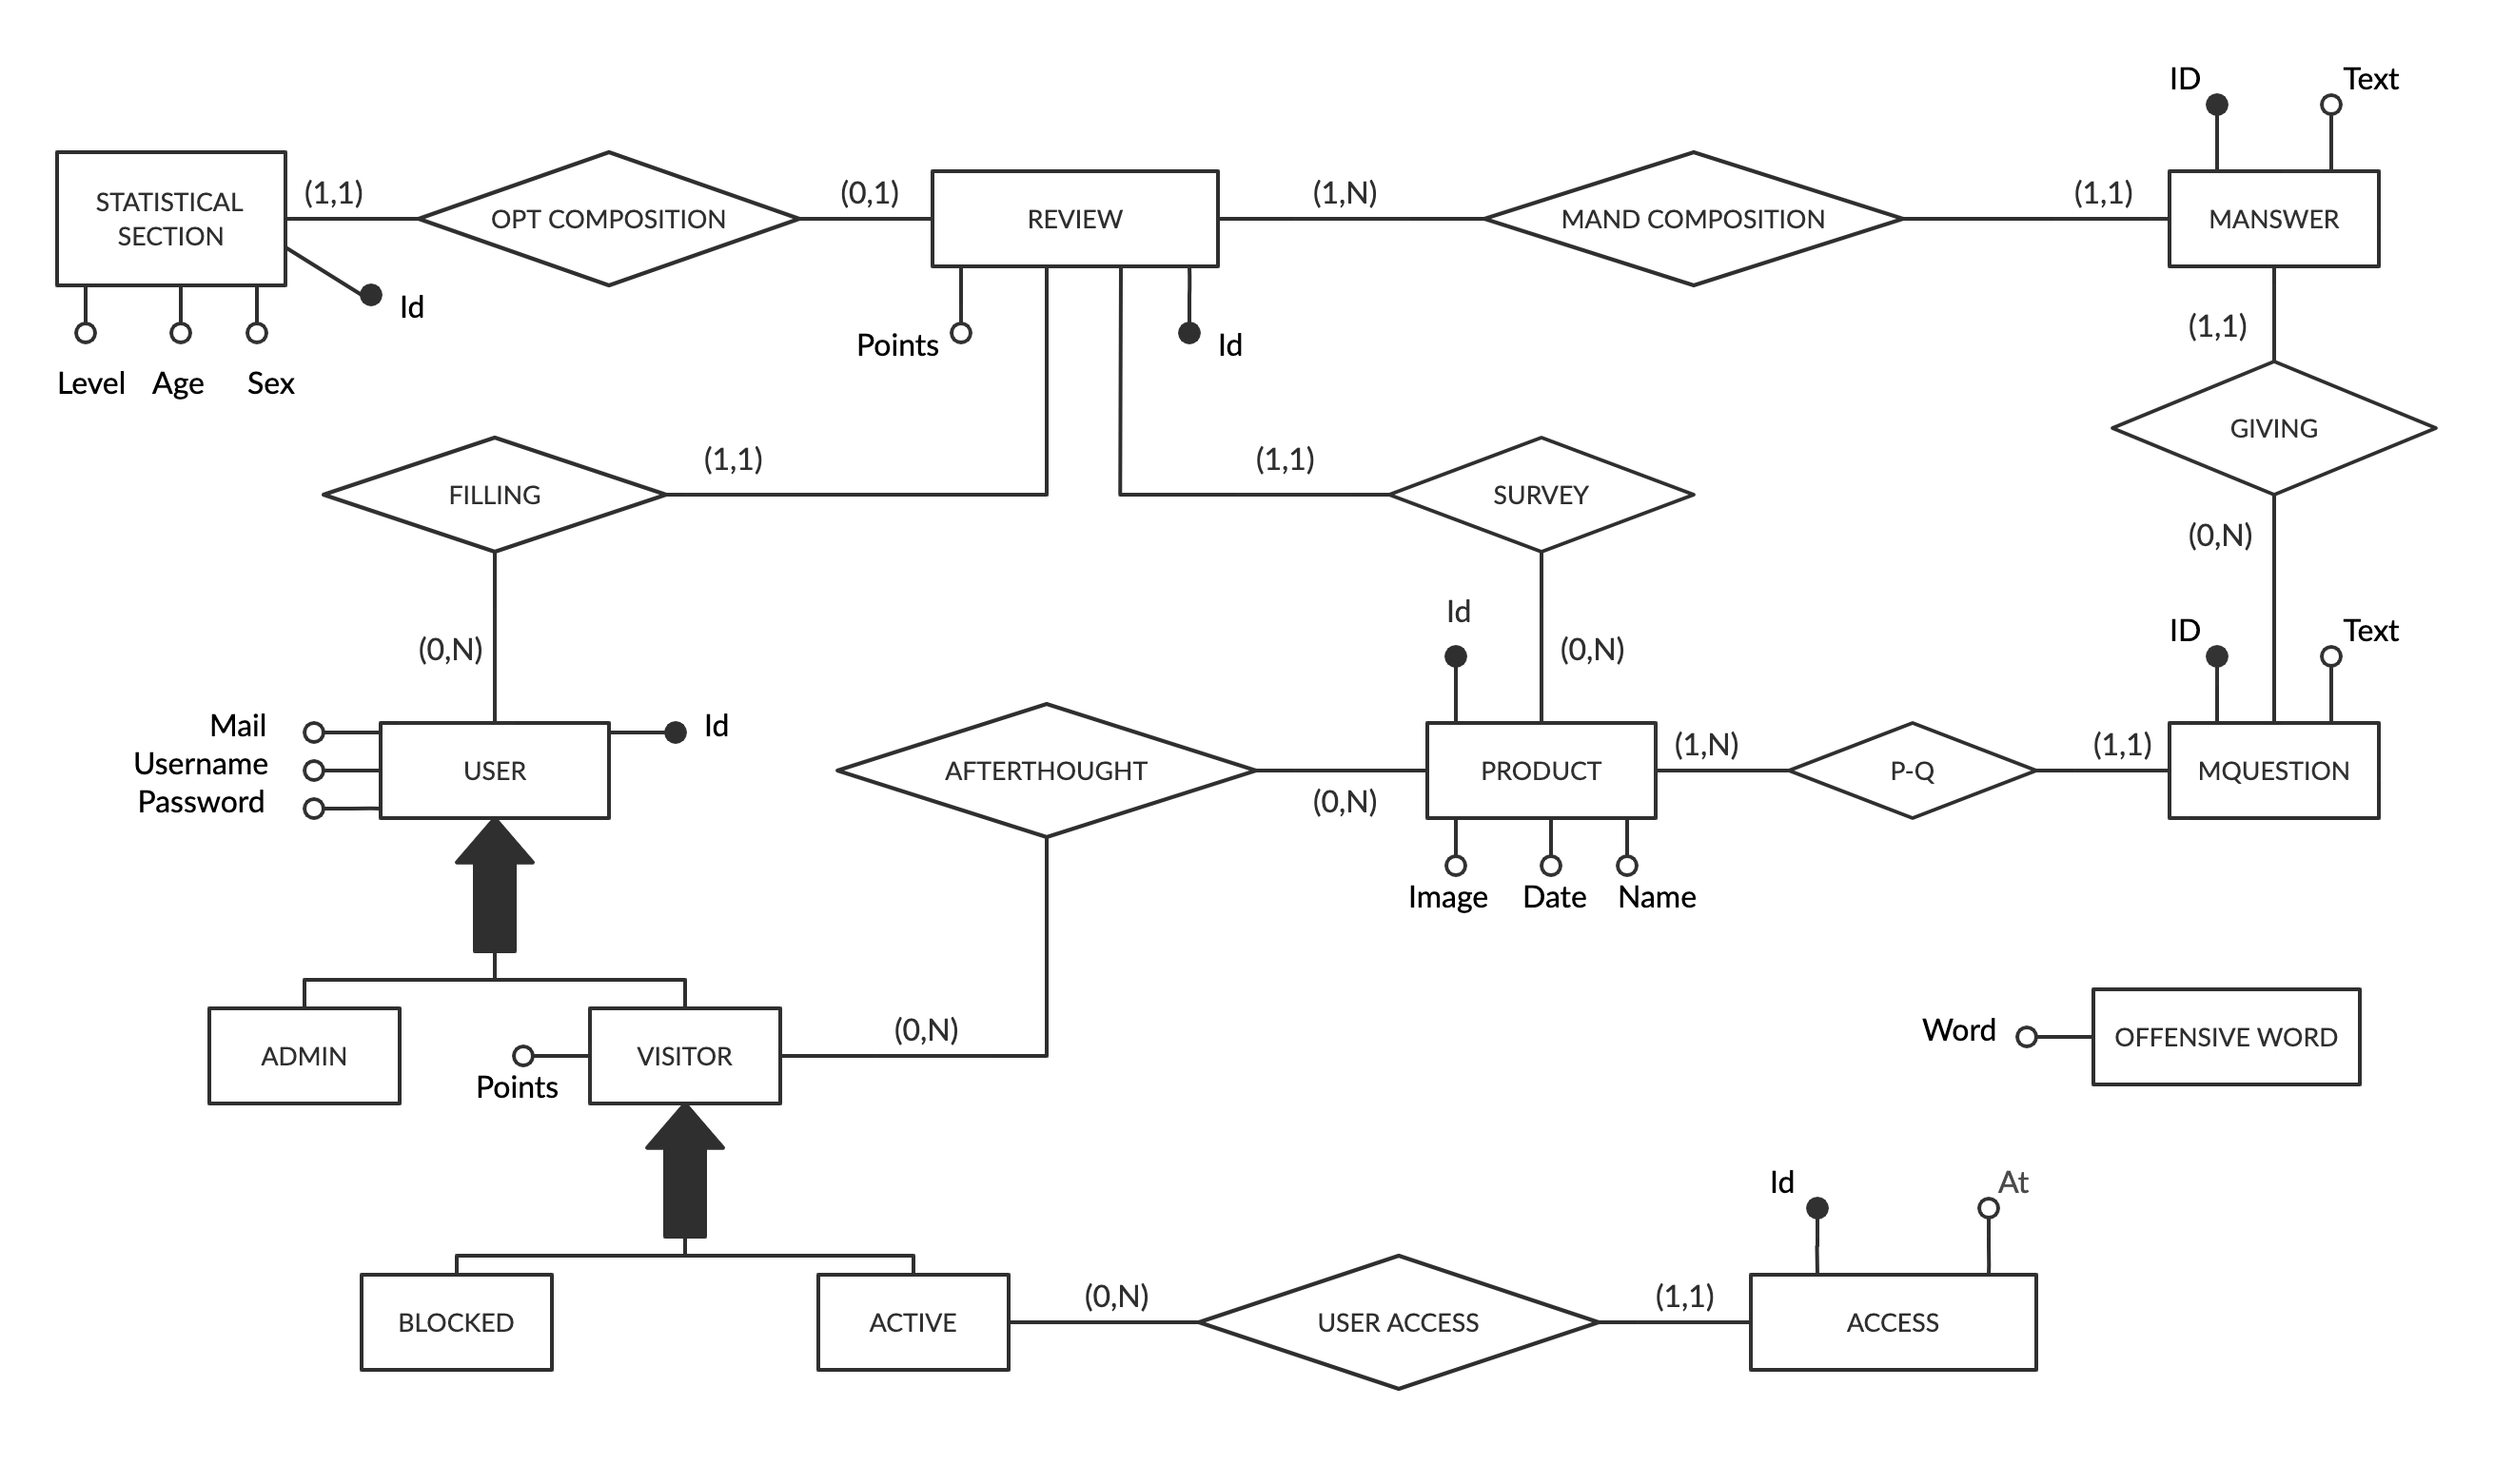 ID
Text
STATISTICAL
SECTION
(1,1)
OPT COMPOSITION
(0,1)
REVIEW
(1,N)
MAND COMPOSITION
(1,1)
MANSWER
Id
Level
Age
Sex
Points
Id
(1,1)
GIVING
FILLING
(1,1)
(1,1)
SURVEY
(0,N)
(0,N)
(0,N)
Id
ID
Text
Mail
Username
Password
USER
Id
AFTERTHOUGHT
(0,N)
PRODUCT
(1,N)
P-Q
(1,1)
MQUESTION
Image
Date
Name
ADMIN
Points
VISITOR
(0,N)
Word
OFFENSIVE WORD
Id
At
BLOCKED
ACTIVE
(0,N)
USER ACCESS
(1,1)
ACCESS